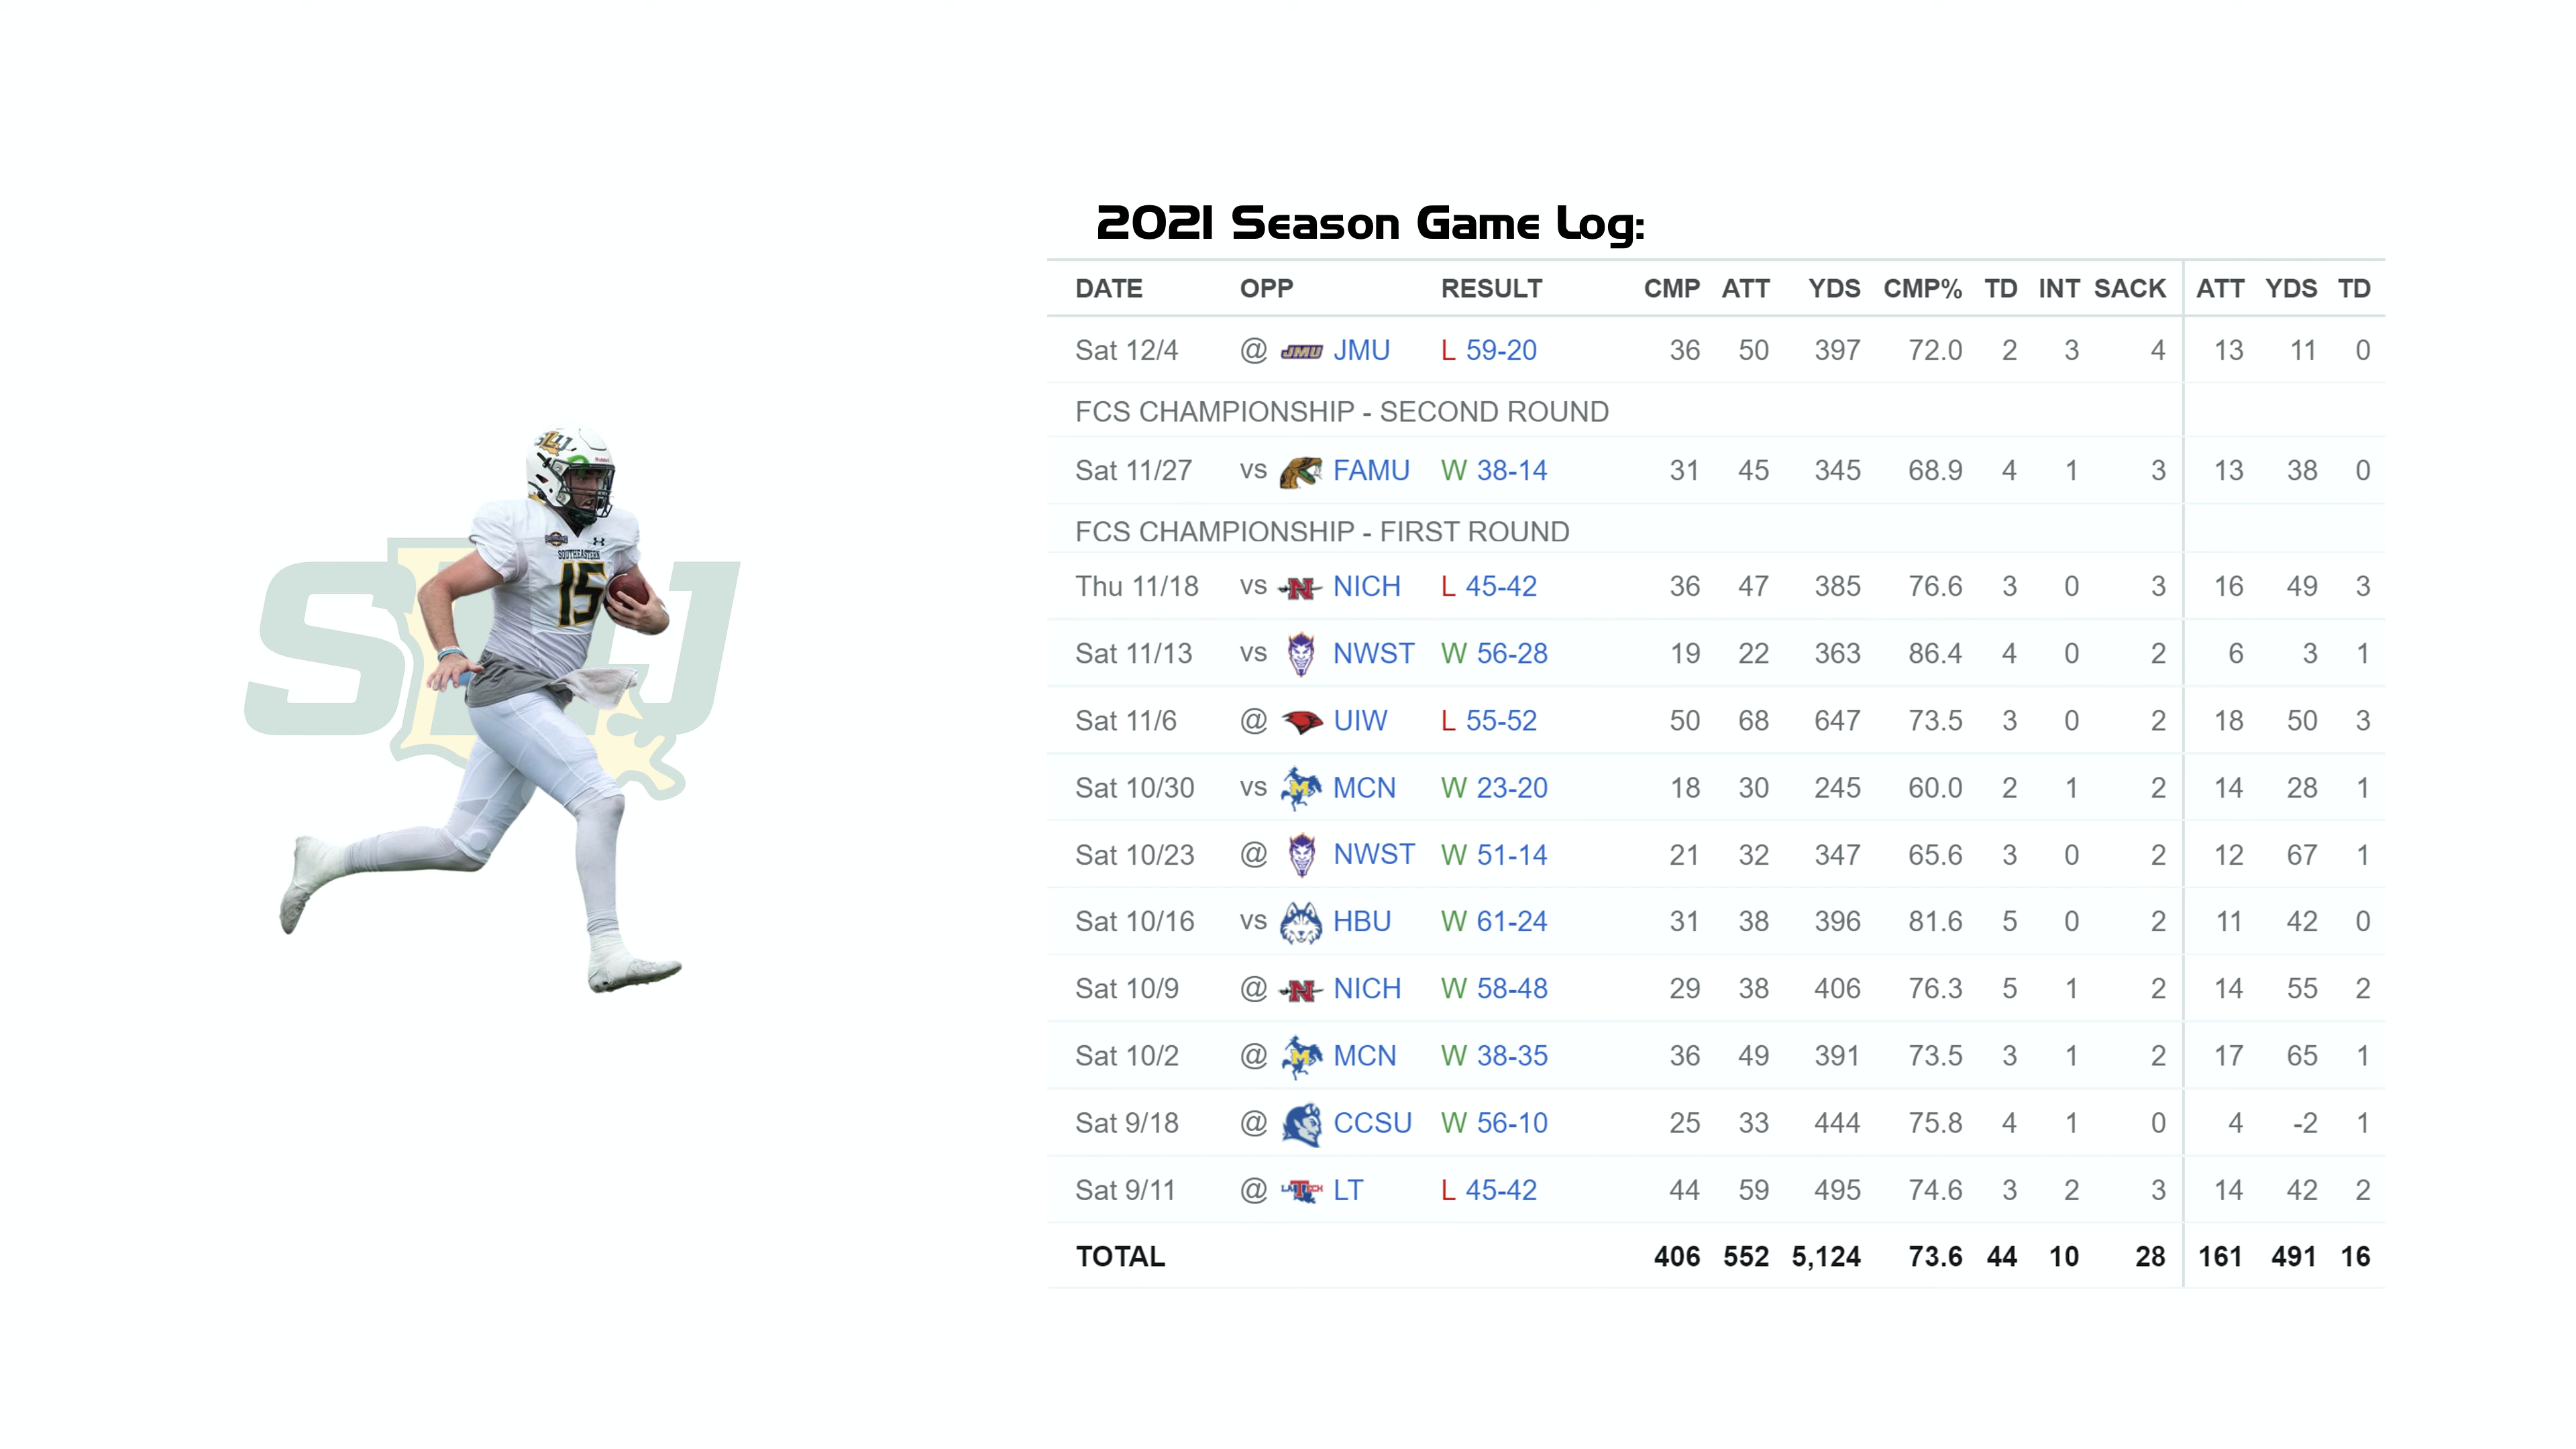 2021 Season Game Log:
DATE OPP RESULT CMP ATT YDS CMP% TD INT SACK ATT YDS TD
Sat 12/4 @ JMU JMU L 59-20 36 50 397 72.0 2 3 4 13 11 0
FCS CHAMPIONSHIP - SECOND ROUND
Sat 11/27 vs FAMU W 38-14 31 45 345 68.9 4 1 3 13 38 0
FCS CHAMPIONSHIP - FIRST ROUND
Thu 11/18 vs N NICH L 45-42 36 47 385 76.6 3 0 3 16 49 3
Sat 11/13 vs NWST W 56-28 19 22 363 86.4 4 0 2 6 3 1
Sat 11/6 @ UIW L 55-52 50 68 647 73.5 3 0 2 18 50 3
Sat 10/30 vs M MCN W 23-20 18 30 245 60.0 2 1 2 14 28 1
Sat 10/23 @ NWST W 51-14 21 32 347 65.6 3 0 2 12 67 1
Sat 10/16 vs HBU W 61-24 31 38 396 81.6 5 0 2 11 42 0
Sat 10/9 @ N NICH W 58-48 29 38 406 76.3 5 1 2 14 55 2
Sat 10/2 @ M MCN W 38-35 36 49 391 73.5 3 1 2 17 65 1
Sat 9/18 @ CCSU W 56-10 25 33 444 75.8 4 1 0 4 -2 1
Sat 9/11 @ LA TECH LT L 45-42 44 59 495 74.6 3 2 3 14 42 2
TOTAL 406 552 5,124 73.6 44 10 28 161 491 16
SLU
SLU
SOUTHEASTERN
15